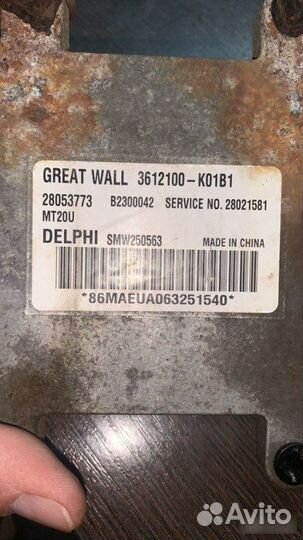 GREAT WALL 3612100-K01B1
28053773 B2300042 SERVICE NO. 28021581
MT20U
DELPHI SMW250563 MADE IN CHINA
*86MAEUA063251540*
Avito